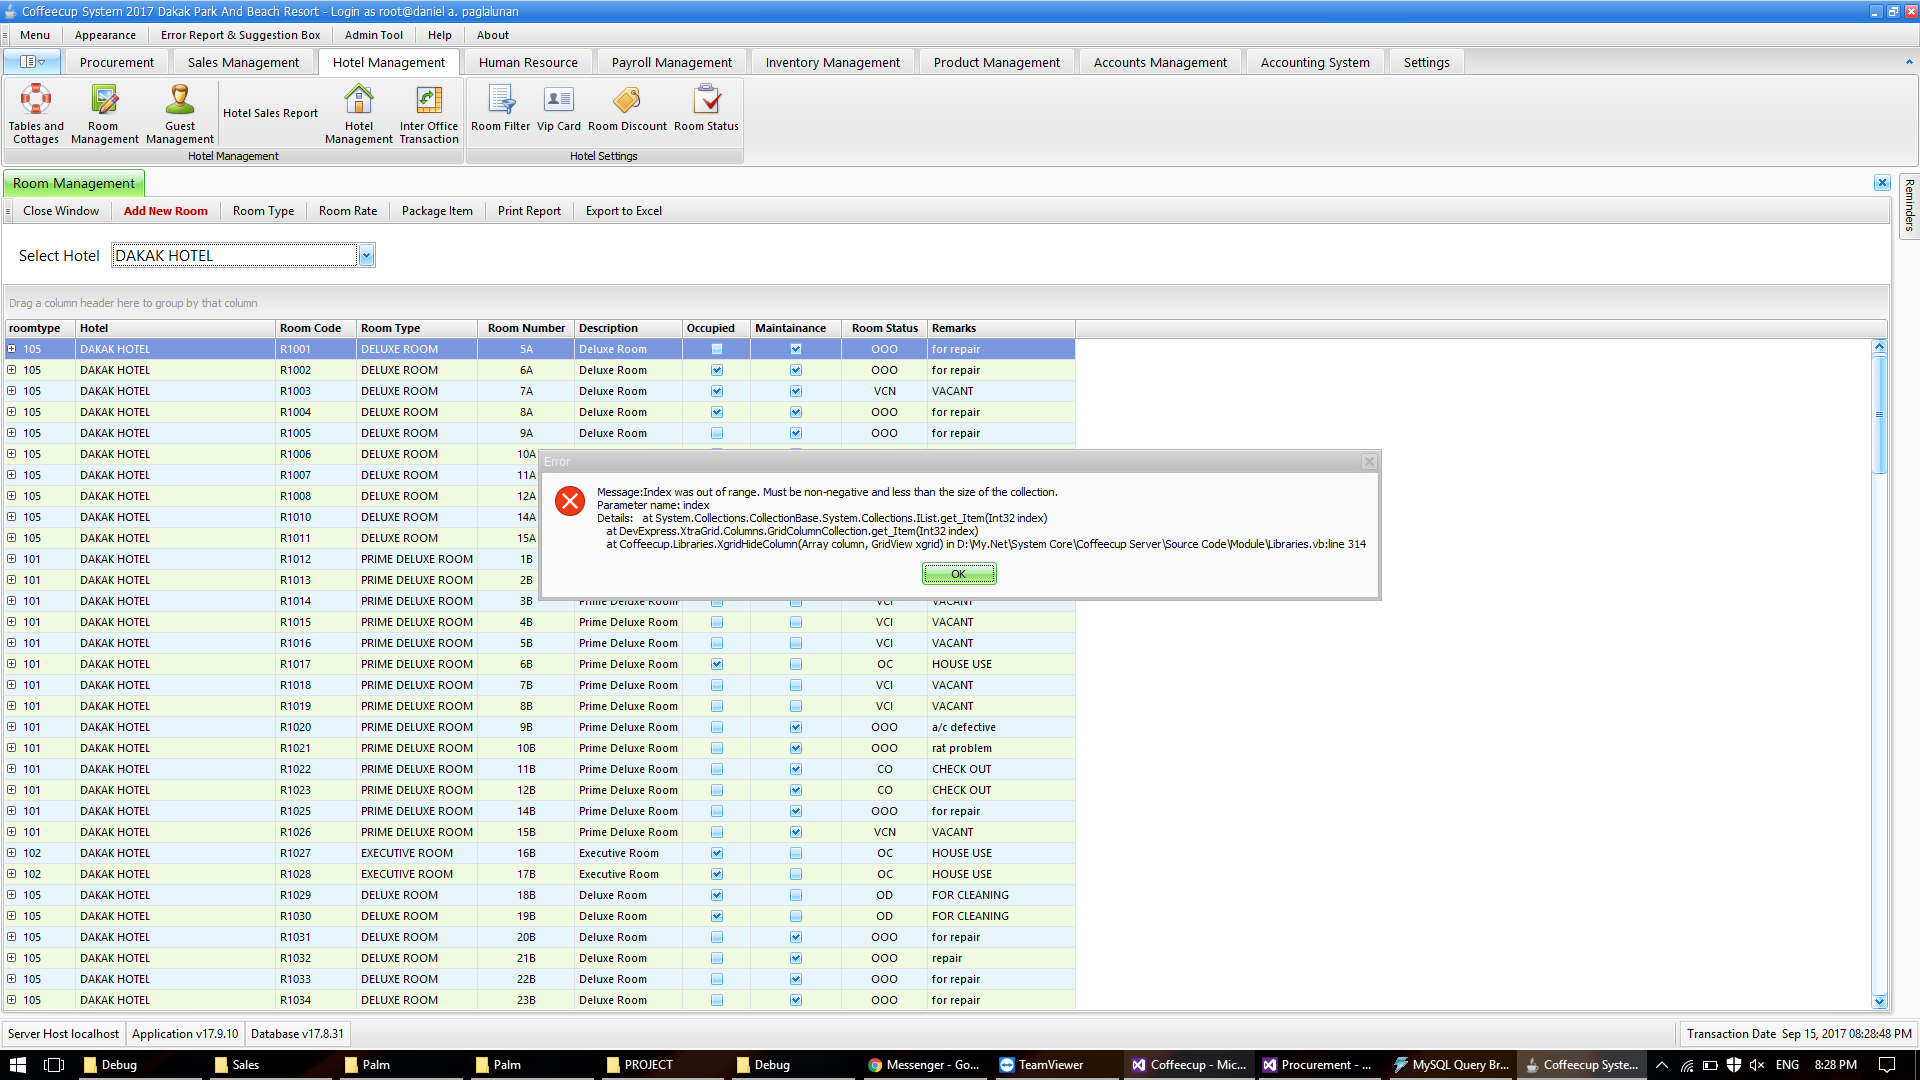 Coffeecup System 2017 Dakak Park And Beach Resort - Login as root@daniel a. paglalunan
Menu Appearance Error Report & Suggestion Box Admin Tool Help About
Procurement Sales Management Hotel Management Human Resource Payroll Management Inventory Management Product Management Accounts Management Accounting System Settings
Tables and Cottages Room Management Guest Management Hotel Sales Report Hotel Management Inter Office Transaction Room Filter Vip Card Room Discount Room Status
Hotel Management Hotel Settings
Room Management
Reminders
Close Window Add New Room Room Type Room Rate Package Item Print Report Export to Excel
Select Hotel DAKAK HOTEL
Drag a column header here to group by that column
roomtype Hotel Room Code Room Type Room Number Description Occupied Maintainance Room Status Remarks
105 DAKAK HOTEL R1001 DELUXE ROOM 5A Deluxe Room OOO for repair
105 DAKAK HOTEL R1002 DELUXE ROOM 6A Deluxe Room OOO for repair
105 DAKAK HOTEL R1003 DELUXE ROOM 7A Deluxe Room VCN VACANT
105 DAKAK HOTEL R1004 DELUXE ROOM 8A Deluxe Room OOO for repair
105 DAKAK HOTEL R1005 DELUXE ROOM 9A Deluxe Room OOO for repair
105 DAKAK HOTEL R1006 DELUXE ROOM 10A
105 DAKAK HOTEL R1007 DELUXE ROOM 11A
105 DAKAK HOTEL R1008 DELUXE ROOM 12A
105 DAKAK HOTEL R1010 DELUXE ROOM 14A
105 DAKAK HOTEL R1011 DELUXE ROOM 15A
101 DAKAK HOTEL R1012 PRIME DELUXE ROOM 1B
101 DAKAK HOTEL R1013 PRIME DELUXE ROOM 2B
Error
Message:Index was out of range. Must be non-negative and less than the size of the collection.
Parameter name: index
Details: at System.Collections.CollectionBase.System.Collections.IList.get_Item(Int32 index)
at DevExpress.XtraGrid.Columns.GridColumnCollection.get_Item(Int32 index)
at Coffeecup.Libraries.XgridHideColumn(Array column, GridView xgrid) in D:\My.Net\System Core\Coffeecup Server\Source Code\Module\Libraries.vb:line 314
OK
101 DAKAK HOTEL R1014 PRIME DELUXE ROOM 3B Prime Deluxe Room VCI VACANT
101 DAKAK HOTEL R1015 PRIME DELUXE ROOM 4B Prime Deluxe Room VCI VACANT
101 DAKAK HOTEL R1016 PRIME DELUXE ROOM 5B Prime Deluxe Room VCI VACANT
101 DAKAK HOTEL R1017 PRIME DELUXE ROOM 6B Prime Deluxe Room OC HOUSE USE
101 DAKAK HOTEL R1018 PRIME DELUXE ROOM 7B Prime Deluxe Room VCI VACANT
101 DAKAK HOTEL R1019 PRIME DELUXE ROOM 8B Prime Deluxe Room VCI VACANT
101 DAKAK HOTEL R1020 PRIME DELUXE ROOM 9B Prime Deluxe Room OOO a/c defective
101 DAKAK HOTEL R1021 PRIME DELUXE ROOM 10B Prime Deluxe Room OOO rat problem
101 DAKAK HOTEL R1022 PRIME DELUXE ROOM 11B Prime Deluxe Room CO CHECK OUT
101 DAKAK HOTEL R1023 PRIME DELUXE ROOM 12B Prime Deluxe Room CO CHECK OUT
101 DAKAK HOTEL R1025 PRIME DELUXE ROOM 14B Prime Deluxe Room OOO for repair
101 DAKAK HOTEL R1026 PRIME DELUXE ROOM 15B Prime Deluxe Room VCN VACANT
102 DAKAK HOTEL R1027 EXECUTIVE ROOM 16B Executive Room OC HOUSE USE
102 DAKAK HOTEL R1028 EXECUTIVE ROOM 17B Executive Room OC HOUSE USE
105 DAKAK HOTEL R1029 DELUXE ROOM 18B Deluxe Room OD FOR CLEANING
105 DAKAK HOTEL R1030 DELUXE ROOM 19B Deluxe Room OD FOR CLEANING
105 DAKAK HOTEL R1031 DELUXE ROOM 20B Deluxe Room OOO for repair
105 DAKAK HOTEL R1032 DELUXE ROOM 21B Deluxe Room OOO repair
105 DAKAK HOTEL R1033 DELUXE ROOM 22B Deluxe Room OOO for repair
105 DAKAK HOTEL R1034 DELUXE ROOM 23B Deluxe Room OOO for repair
Server Host localhost Application v17.9.10 Database v17.8.31 Transaction Date Sep 15, 2017 08:28:48 PM
Debug Sales Palm Palm PROJECT Debug Messenger - Go... TeamViewer Coffeecup - Mic... Procurement - ... MySQL Query Br... Coffeecup Syste... ENG 8:28 PM